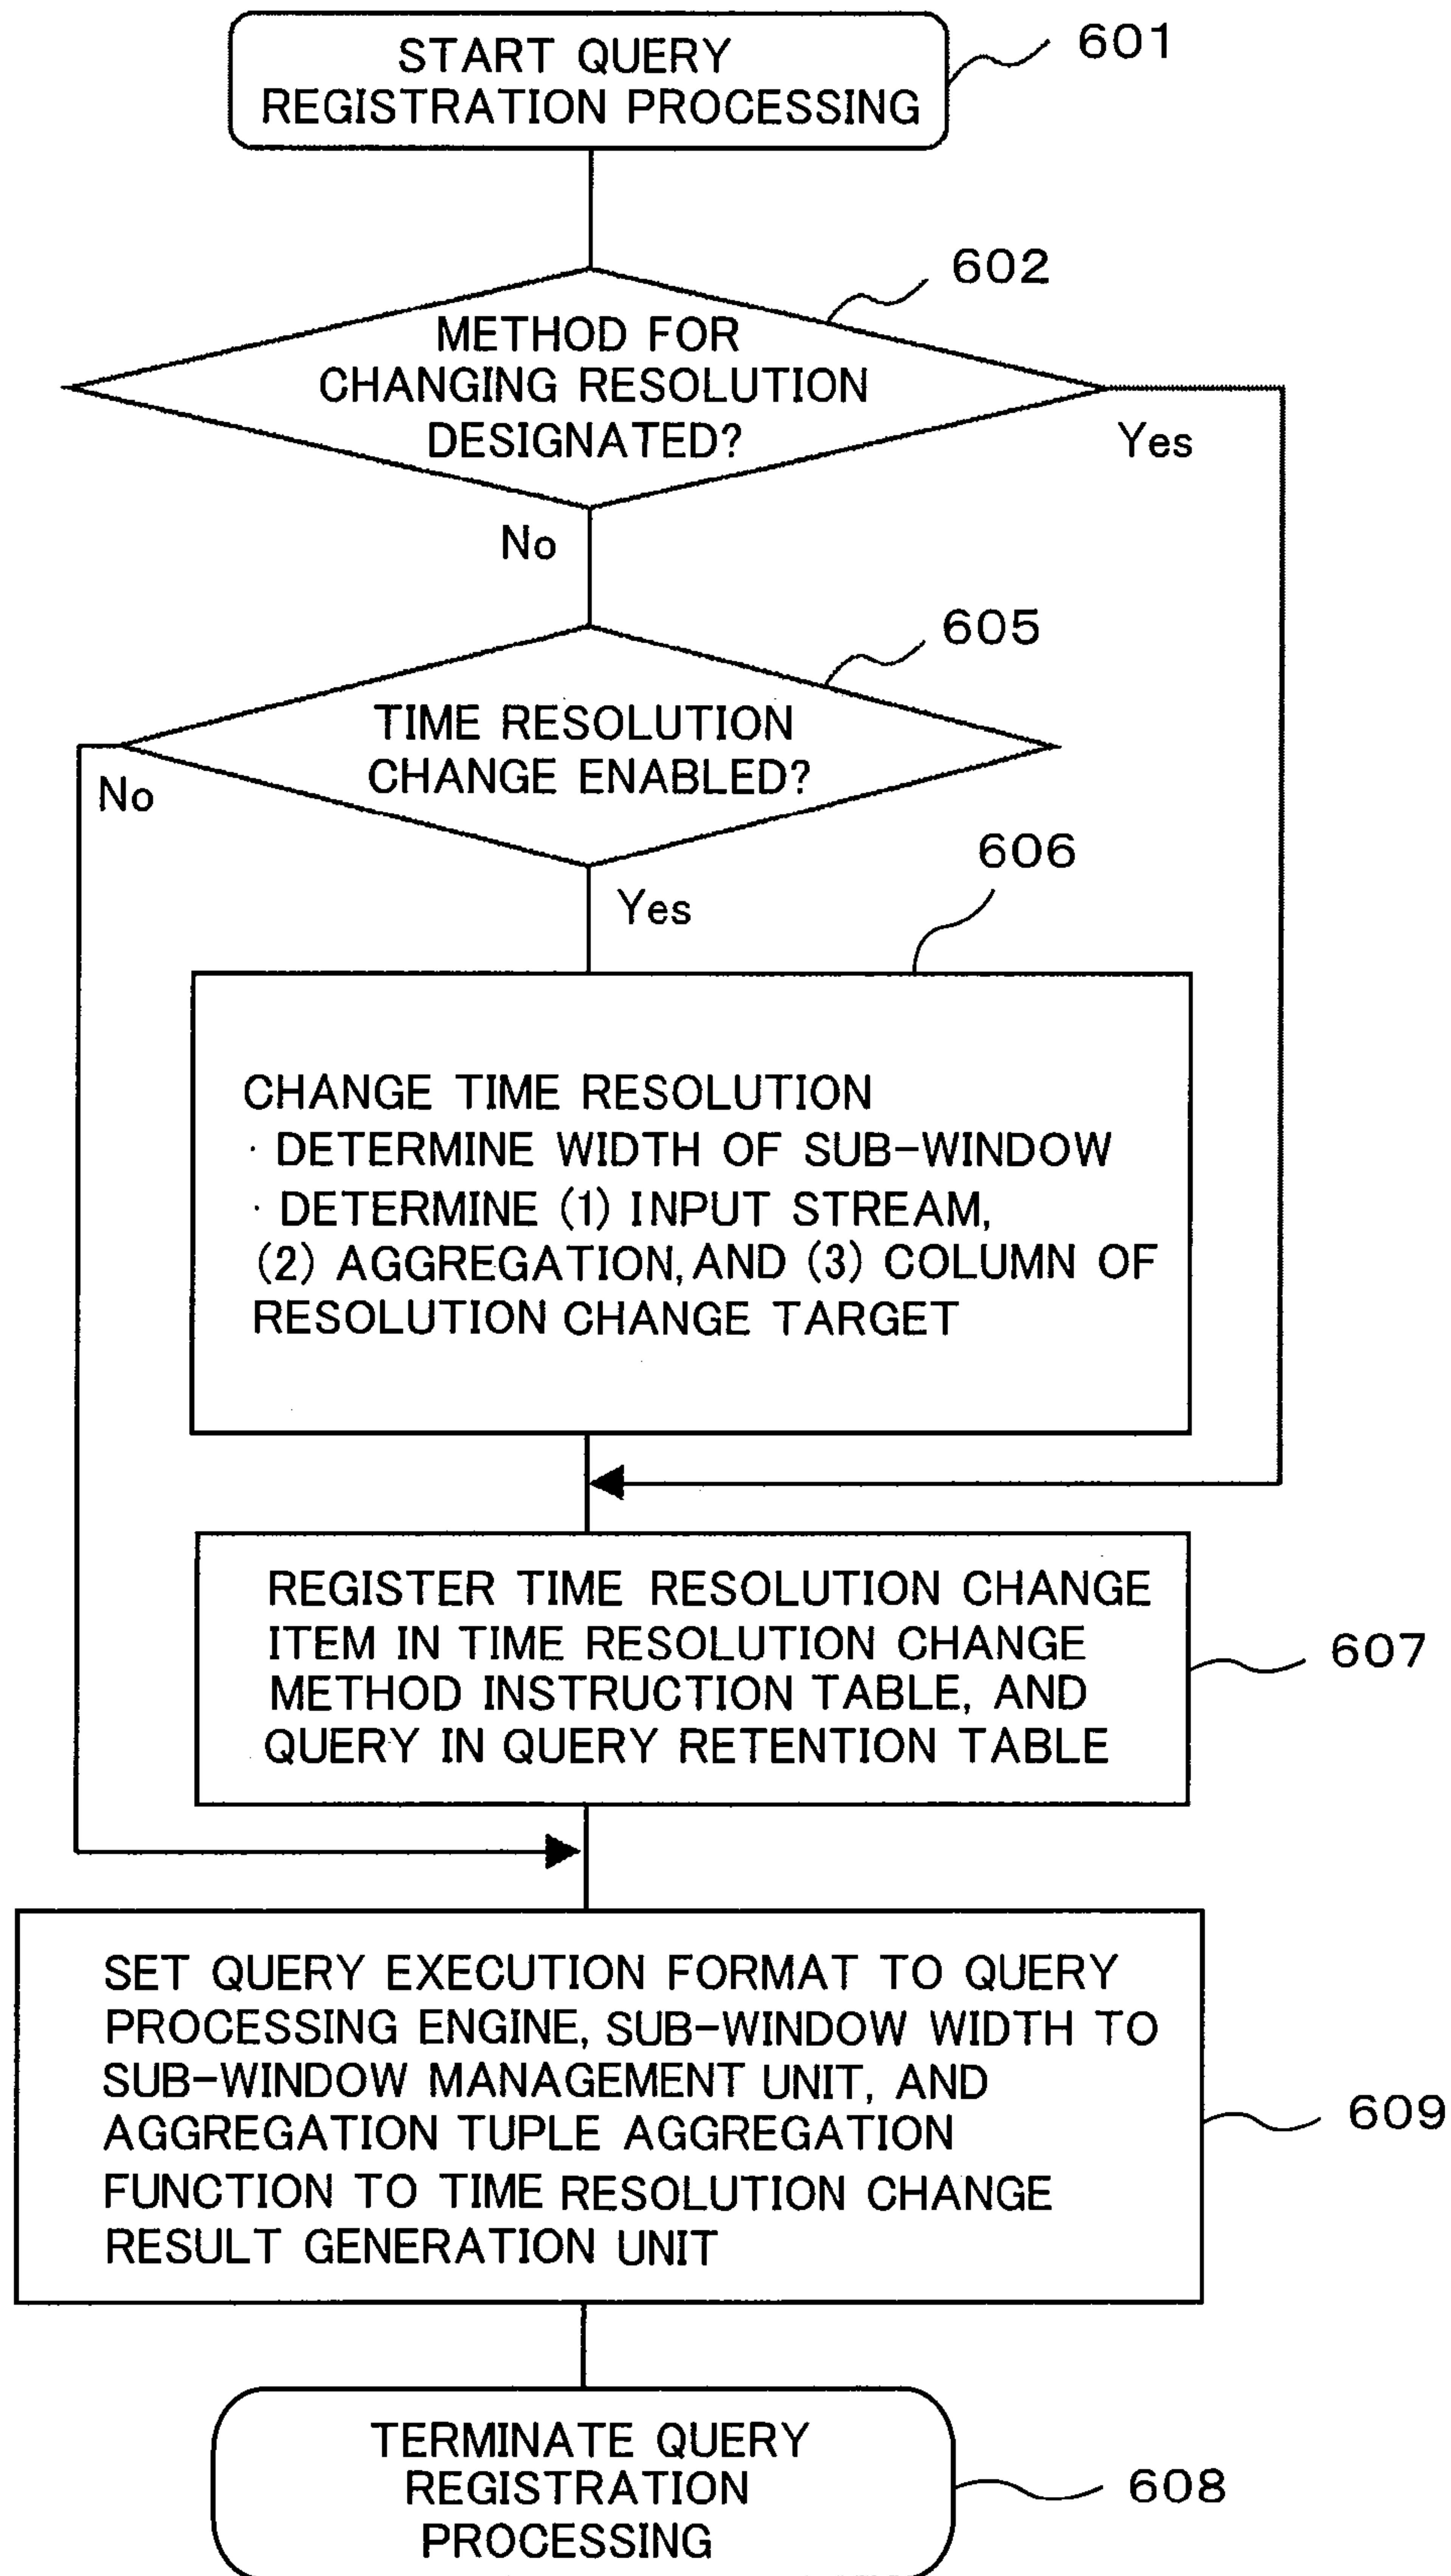 START QUERY
REGISTRATION PROCESSING
601
602
METHOD FOR
CHANGING RESOLUTION
DESIGNATED?
Yes
No
605
TIME RESOLUTION
CHANGE ENABLED?
No
606
Yes
CHANGE TIME RESOLUTION
· DETERMINE WIDTH OF SUB-WINDOW
· DETERMINE (1) INPUT STREAM,
(2) AGGREGATION, AND (3) COLUMN OF
RESOLUTION CHANGE TARGET
REGISTER TIME RESOLUTION CHANGE
ITEM IN TIME RESOLUTION CHANGE
METHOD INSTRUCTION TABLE, AND
QUERY IN QUERY RETENTION TABLE
607
SET QUERY EXECUTION FORMAT TO QUERY
PROCESSING ENGINE, SUB-WINDOW WIDTH TO
SUB-WINDOW MANAGEMENT UNIT, AND
AGGREGATION TUPLE AGGREGATION
FUNCTION TO TIME RESOLUTION CHANGE
RESULT GENERATION UNIT
609
TERMINATE QUERY
REGISTRATION
PROCESSING
608